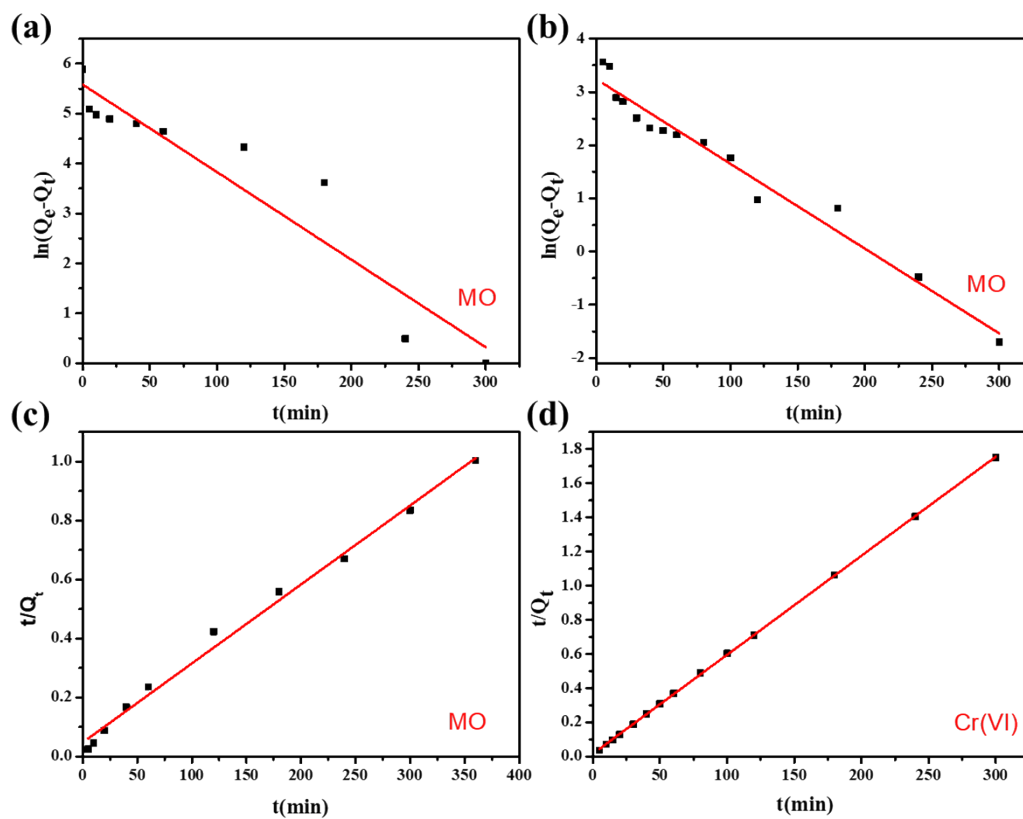 (a)
6
5
4
3
2
1
0
ln(Qe-Qt)
MO
0 50 100 150 200 250 300
t(min)
(b)
4
3
2
1
0
-1
-2
ln(Qe-Qt)
MO
0 50 100 150 200 250 300
t(min)
(c)
1.0
0.8
0.6
0.4
0.2
0.0
t/Qt
MO
0 50 100 150 200 250 300 350 400
t(min)
(d)
1.8
1.6
1.4
1.2
1.0
0.8
0.6
0.4
0.2
0.0
t/Qt
Cr(VI)
0 50 100 150 200 250 300
t(min)